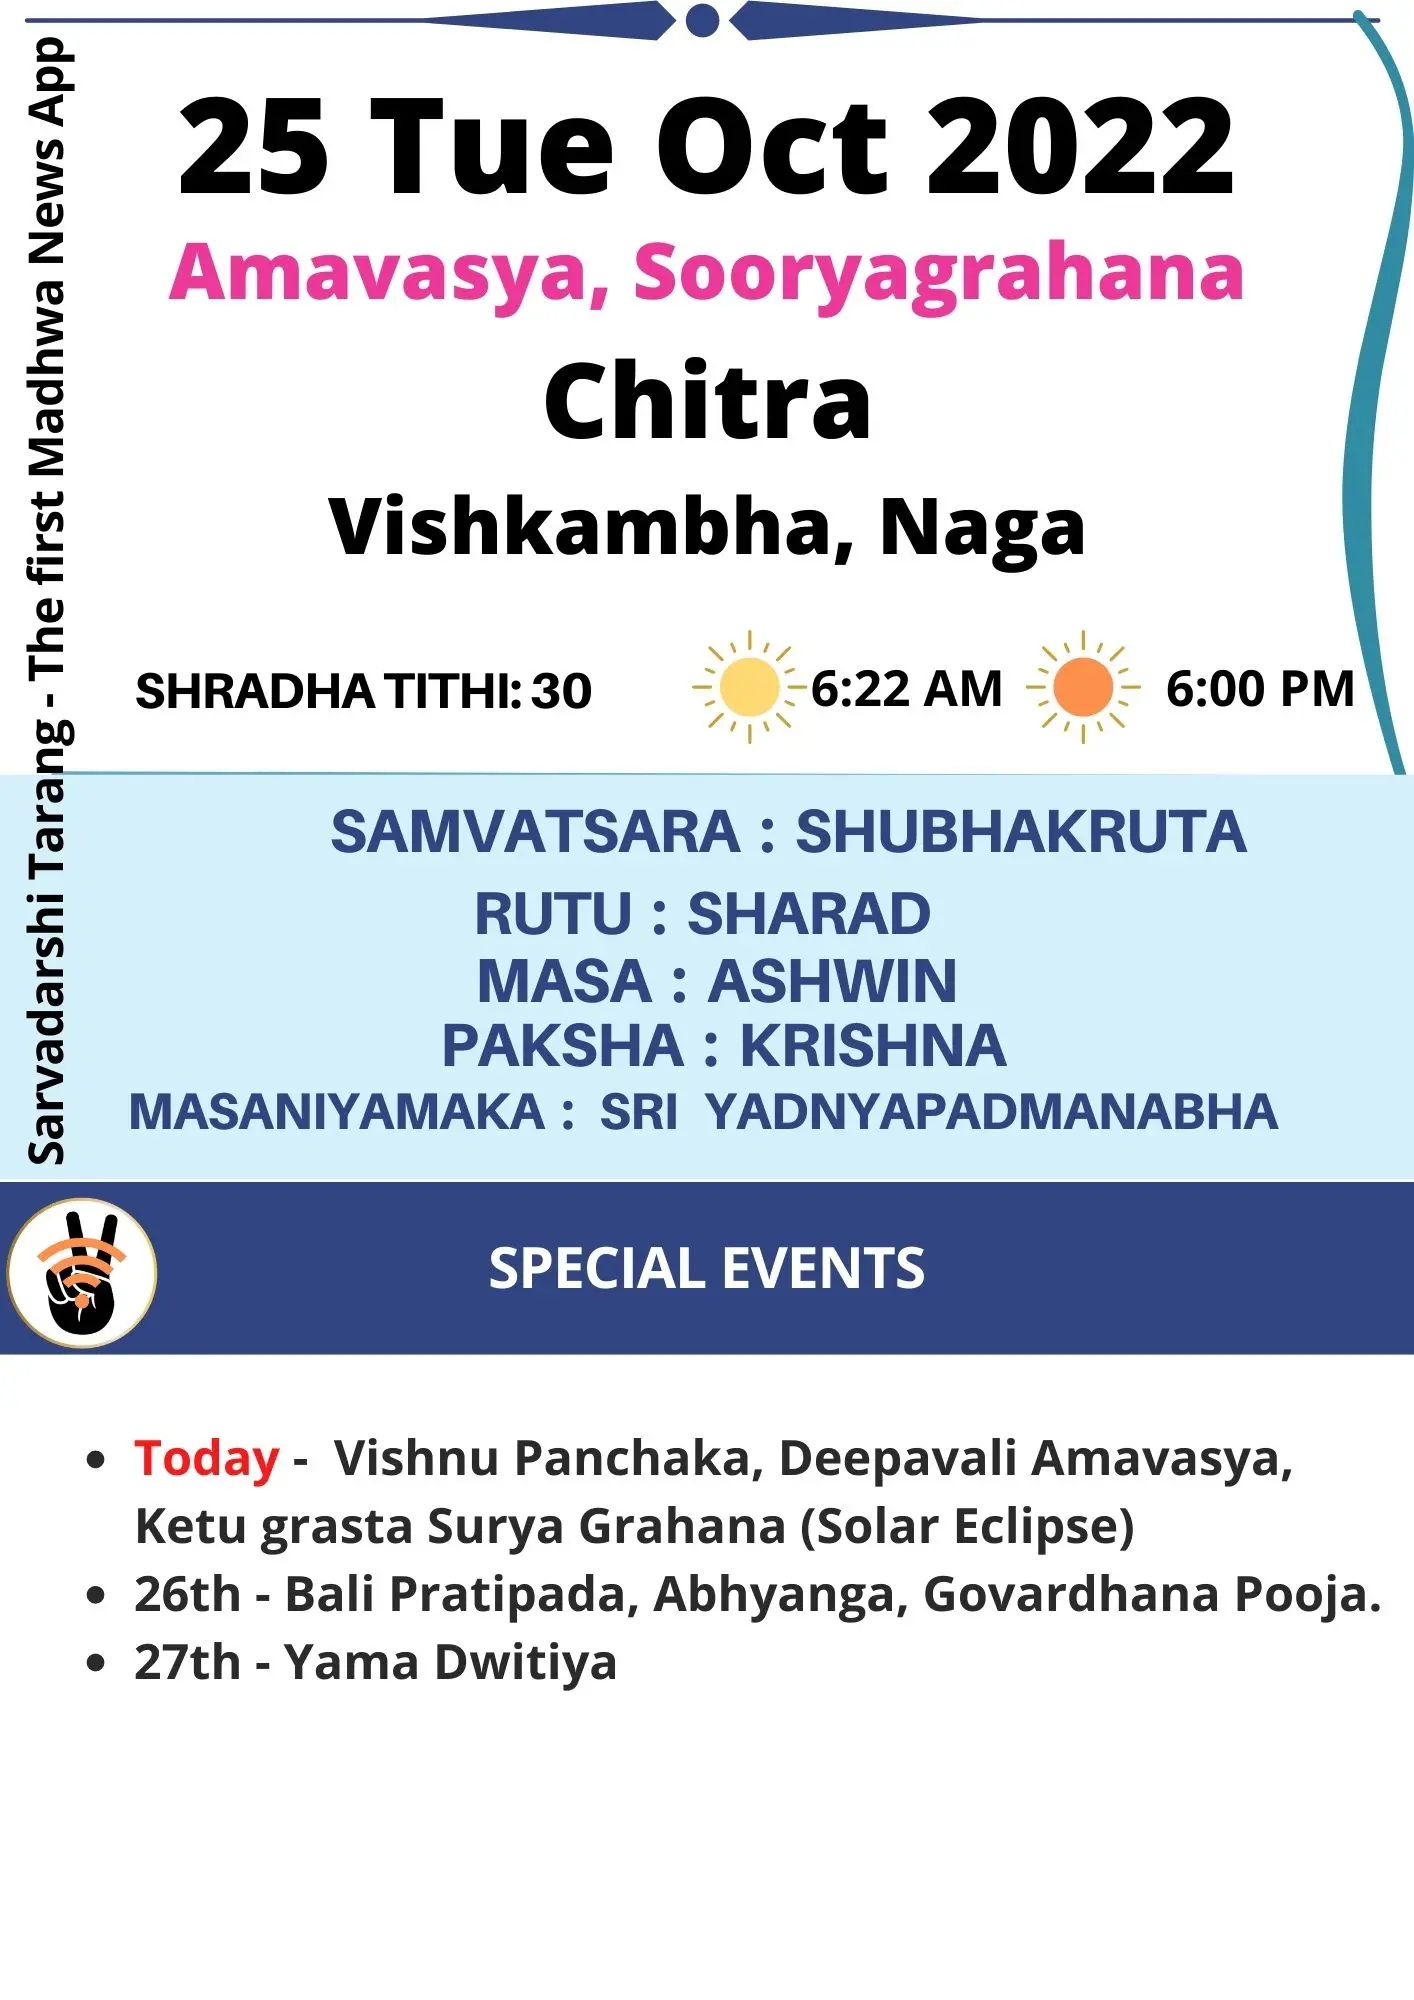 25 Tue Oct 2022
Amavasya, Sooryagrahana
Chitra
Vishkambha, Naga
SHRADHA TITHI: 30
6:22 AM
6:00 PM
Sarvadarshi Tarang - The first Madhwa News App
SAMVATSARA : SHUBHAKRUTA
RUTU : SHARAD
MASA : ASHWIN
PAKSHA : KRISHNA
MASANIYAMAKA : SRI YADNYAPADMANABHA
SPECIAL EVENTS
• Today - Vishnu Panchaka, Deepavali Amavasya,
Ketu grasta Surya Grahana (Solar Eclipse)
• 26th - Bali Pratipada, Abhyanga, Govardhana Pooja.
• 27th - Yama Dwitiya